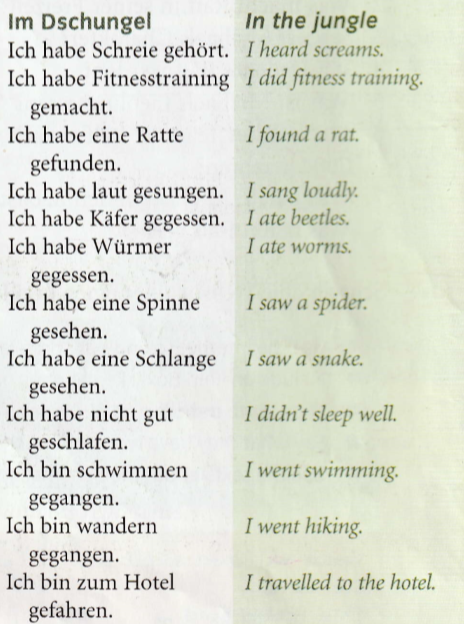 Im Dschungel In the jungle
Ich habe Schreie gehört. I heard screams.
Ich habe Fitnesstraining I did fitness training.
gemacht.
Ich habe eine Ratte I found a rat.
gefunden.
Ich habe laut gesungen. I sang loudly.
Ich habe Käfer gegessen. I ate beetles.
Ich habe Würmer I ate worms.
gegessen.
Ich habe eine Spinne I saw a spider.
gesehen.
Ich habe eine Schlange I saw a snake.
gesehen.
Ich habe nicht gut I didn't sleep well.
geschlafen.
Ich bin schwimmen I went swimming.
gegangen.
Ich bin wandern I went hiking.
gegangen.
Ich bin zum Hotel I travelled to the hotel.
gefahren.